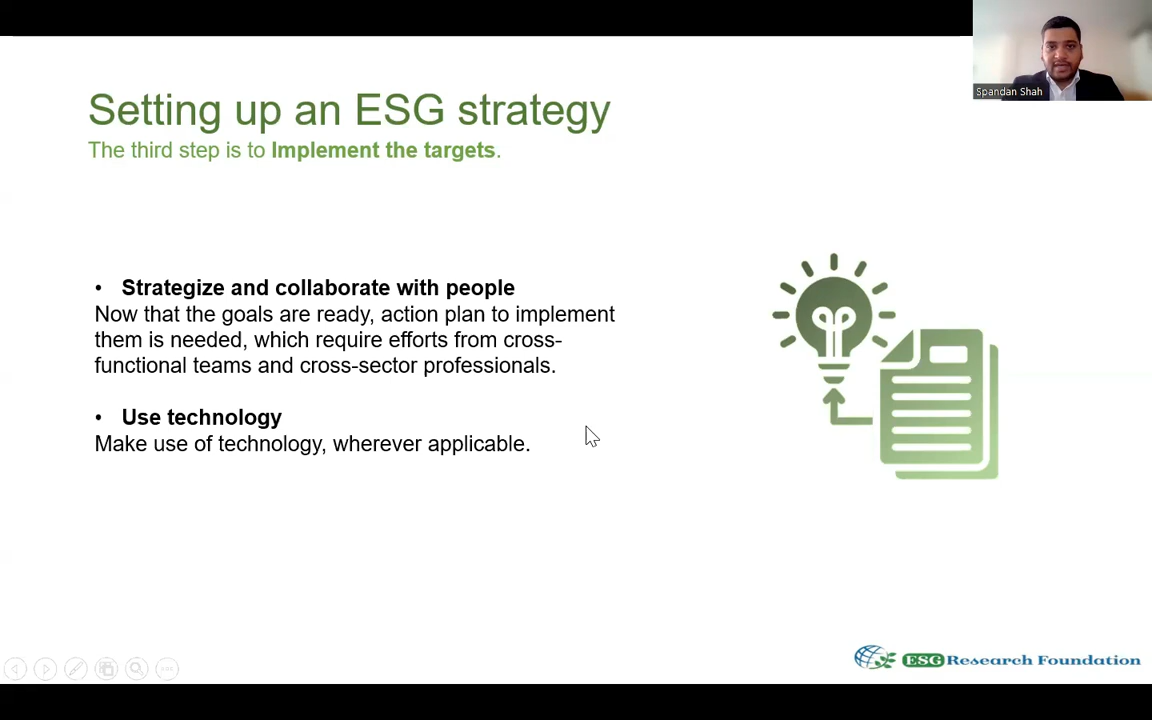 Spandan Shah
Setting up an ESG strategy
The third step is to Implement the targets.
• Strategize and collaborate with people
Now that the goals are ready, action plan to implement
them is needed, which require efforts from cross-
functional teams and cross-sector professionals.
• Use technology
Make use of technology, wherever applicable.
ESG Research Foundation